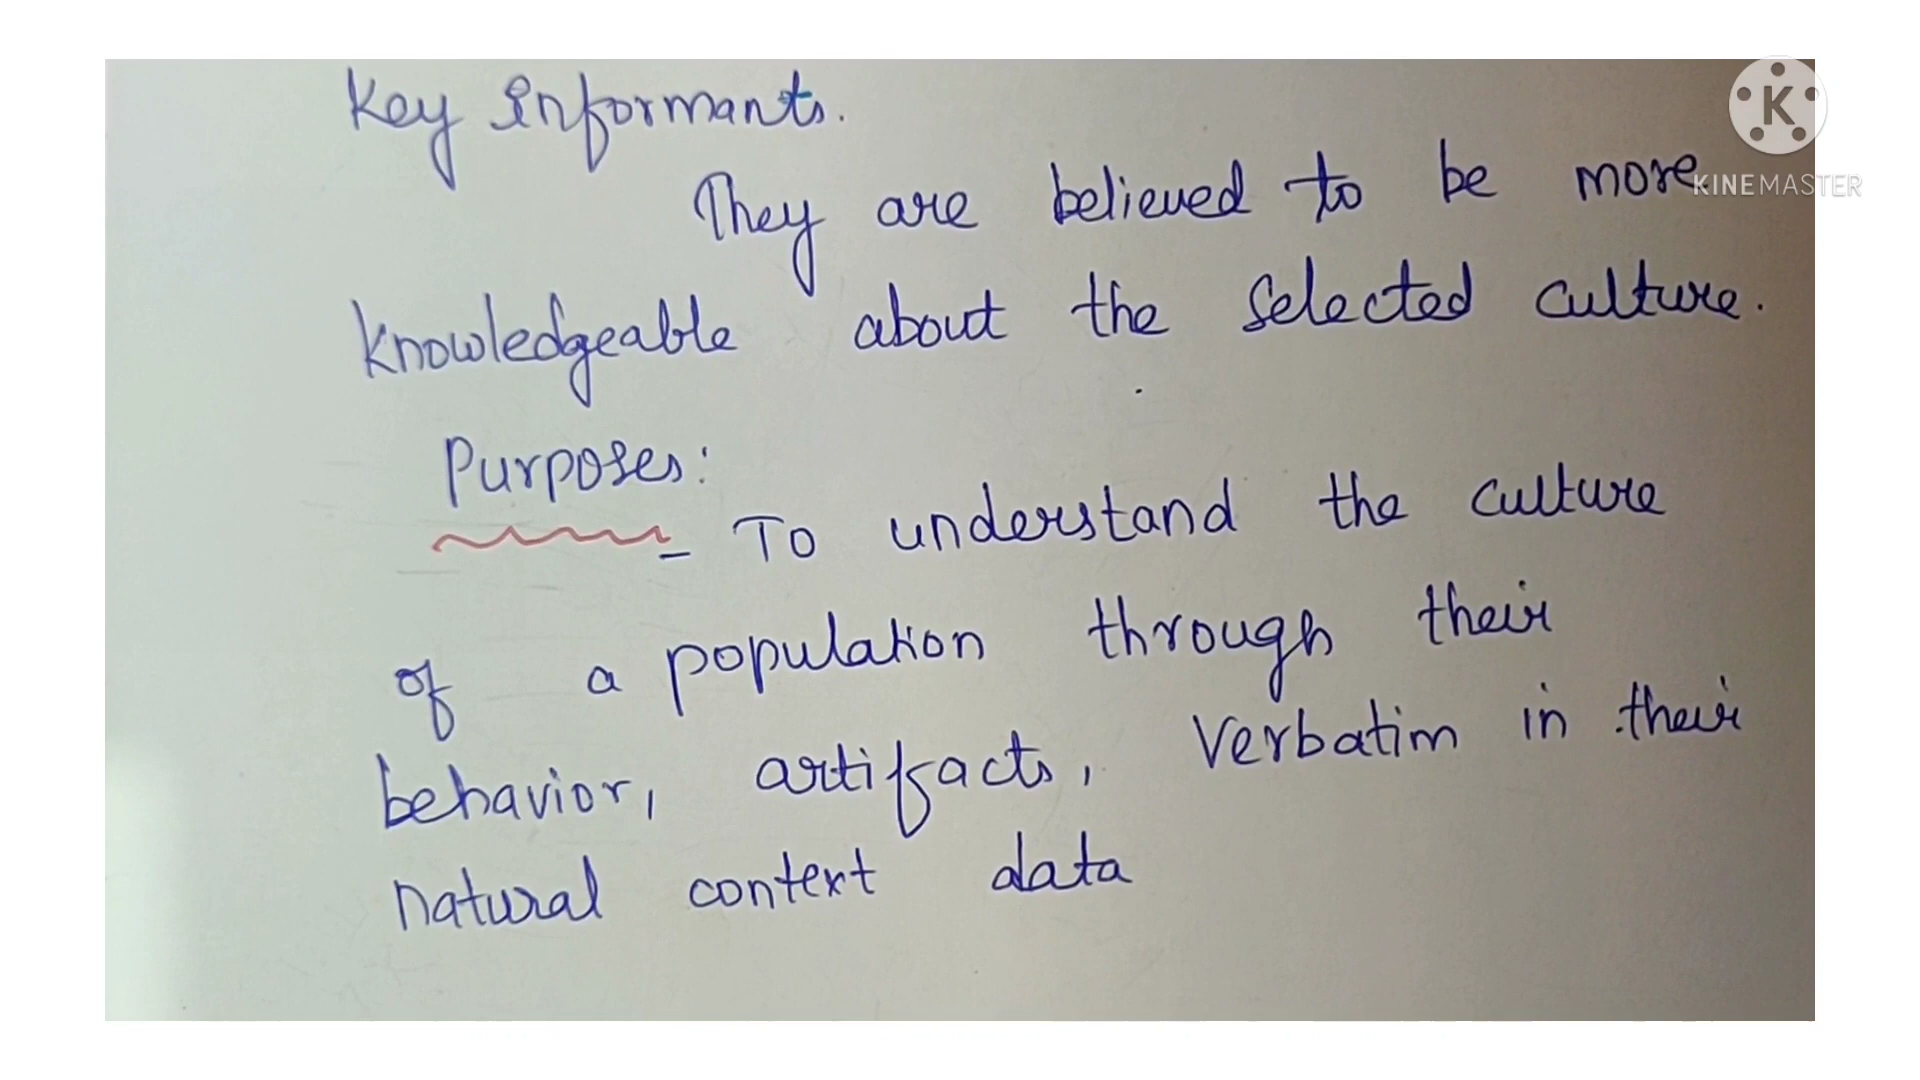 Key informants.
They are believed to be more
knowledgeable about the selected culture.
Purposes:
- To understand the culture
of a population through their
behavior, artifacts, Verbatim in their
natural context data
K
KINEMASTER